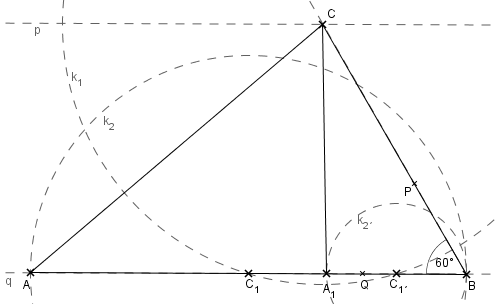 C
p
k₁
k₂
P
k₂'
60°
q
A
C₁
A₁
Q
C₁'
B